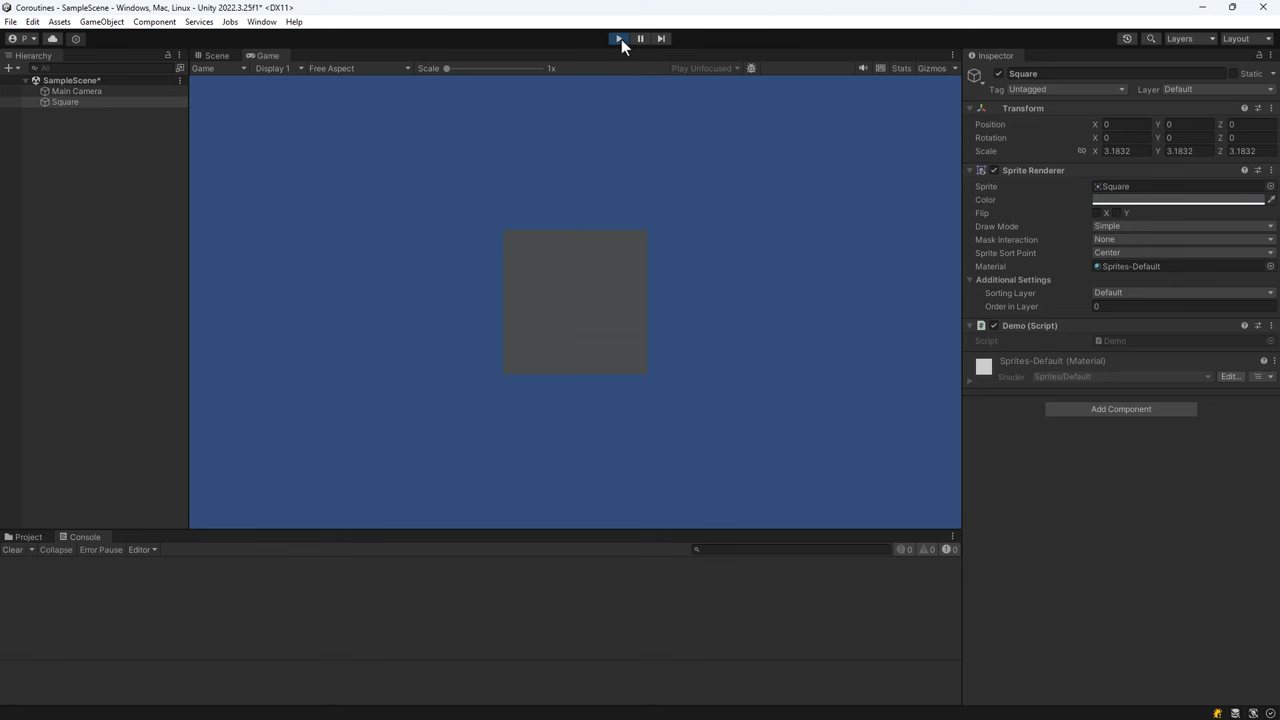 Coroutines - SampleScene - Windows, Mac, Linux - Unity 2022.3.25f1* <DX11>
File Edit Assets GameObject Component Services Jobs Window Help
P Layers Layout
Hierarchy Scene Game Inspector
All Game Display 1 Free Aspect Scale 1x Play Unfocused Stats Gizmos
Square Static
SampleScene*
Main Camera
Square
Tag Untagged Layer Default
Transform
Position X 0 Y 0 Z 0
Rotation X 0 Y 0 Z 0
Scale X 3.1832 Y 3.1832 Z 3.1832
Sprite Renderer
Sprite Square
Color
Flip X Y
Draw Mode Simple
Mask Interaction None
Sprite Sort Point Center
Material Sprites-Default
Additional Settings
Sorting Layer Default
Order in Layer 0
Demo (Script)
Script Demo
Sprites-Default (Material)
Shader Sprites/Default Edit...
Add Component
Project Console
Clear Collapse Error Pause Editor 0 0 0